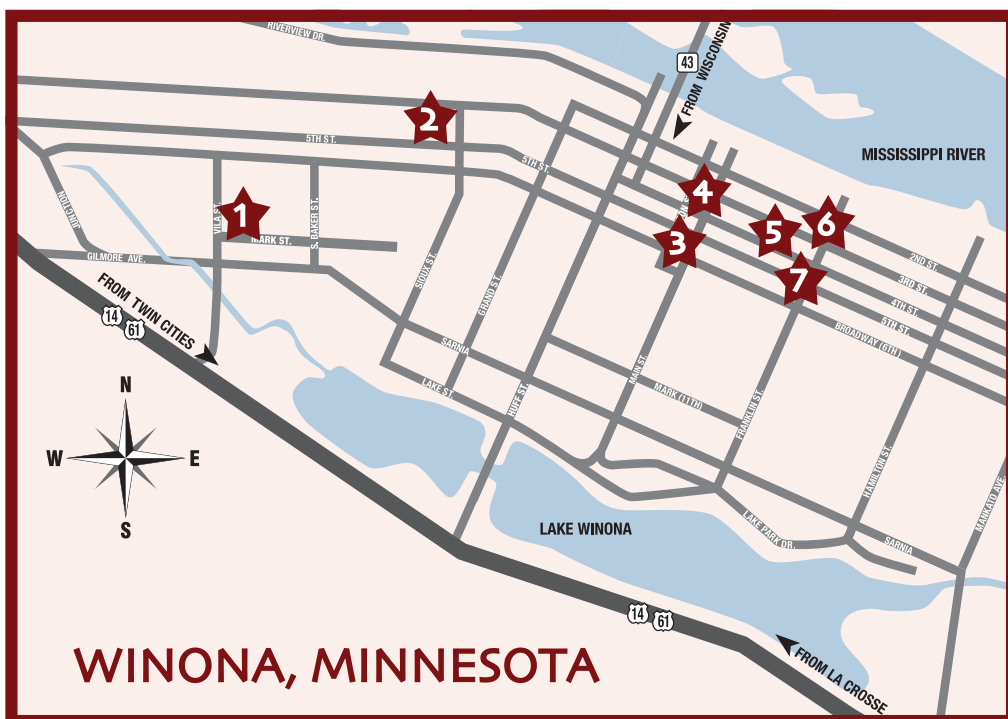 RIVERVIEW DR.
43
FROM WISCONSIN
MISSISSIPPI RIVER
2
5TH ST.
5TH ST.
4
6
5
3
7
2ND ST.
3RD ST.
4TH ST.
5TH ST.
BROADWAY (6TH)
JUNCTION
VILA ST.
1
MARK ST.
S. BAKER ST.
GILMORE AVE.
SIOUX ST.
GRAND ST.
FROM TWIN CITIES
14
61
SARNIA
LAKE ST.
HUFF ST.
MAIN ST.
MARK (11TH)
FRANKLIN ST.
HAMILTON ST.
MANKATO AVE.
N
W
E
S
LAKE WINONA
LAKE PARK DR.
SARNIA
14
61
FROM LA CROSSE
WINONA, MINNESOTA